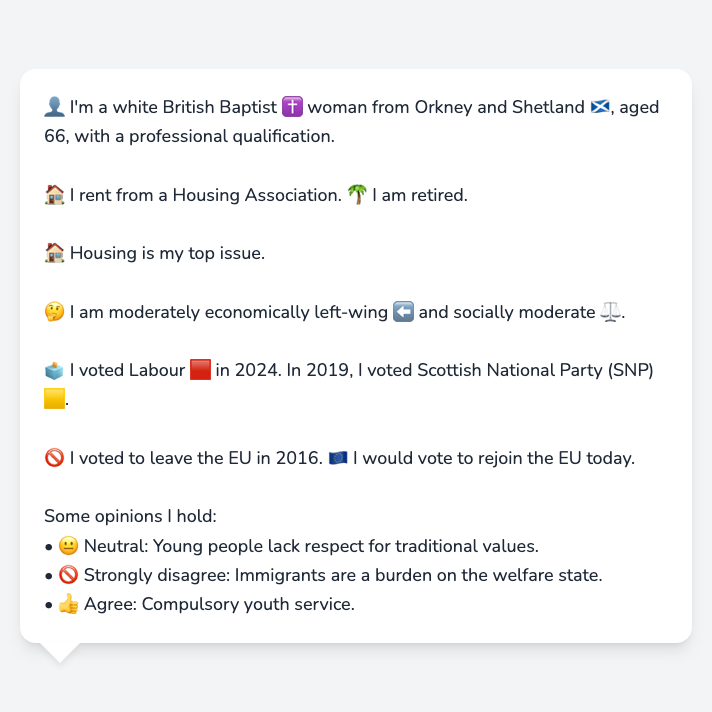 👤 I'm a white British Baptist ✝️ woman from Orkney and Shetland 🏴󠁧󠁢󠁳󠁣󠁴󠁿, aged
66, with a professional qualification.
🏠 I rent from a Housing Association. 🌴 I am retired.
🏠 Housing is my top issue.
🤔 I am moderately economically left-wing ⬅️ and socially moderate ⚖️.
🗳️ I voted Labour 🟥 in 2024. In 2019, I voted Scottish National Party (SNP)
🟨.
🚫 I voted to leave the EU in 2016. 🇪🇺 I would vote to rejoin the EU today.
Some opinions I hold:
• 😐 Neutral: Young people lack respect for traditional values.
• 🚫 Strongly disagree: Immigrants are a burden on the welfare state.
• 👍 Agree: Compulsory youth service.